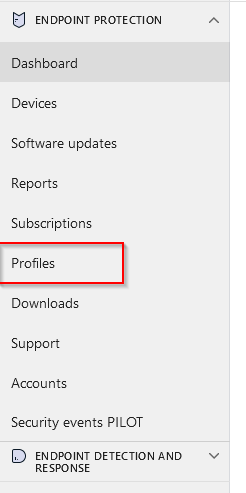 ENDPOINT PROTECTION
Dashboard
Devices
Software updates
Reports
Subscriptions
Profiles
Downloads
Support
Accounts
Security events PILOT
ENDPOINT DETECTION AND
RESPONSE